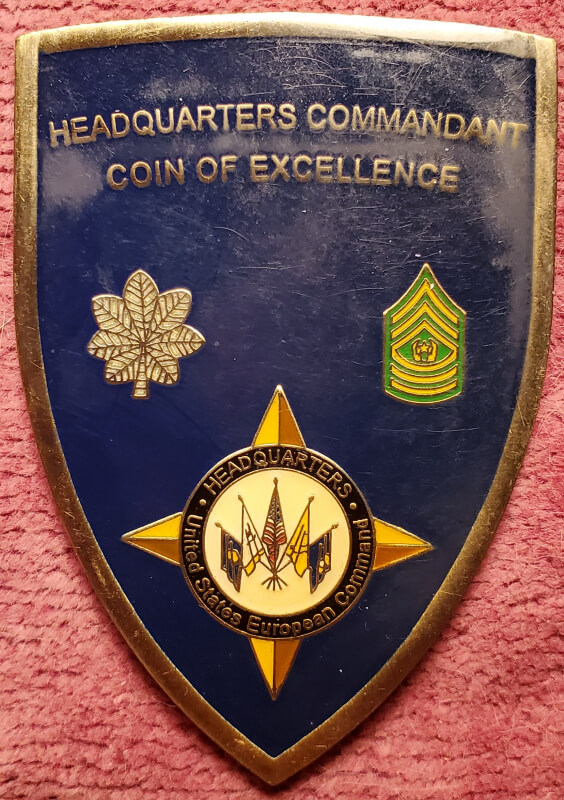 HEADQUARTERS COMMANDANT
COIN OF EXCELLENCE
• HEADQUARTERS •
United States European Command